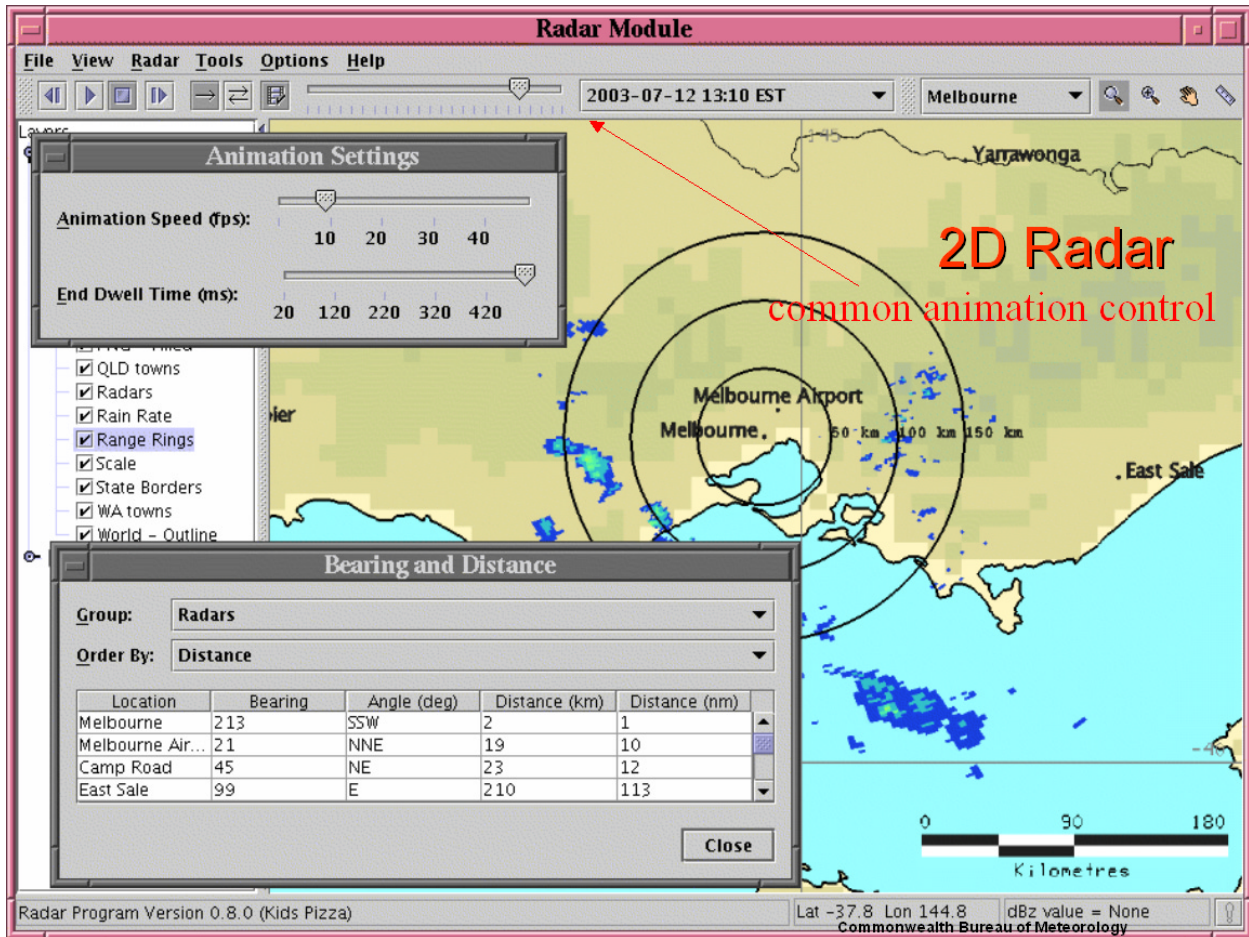 Radar Module
File View Radar Tools Options Help
2003-07-12 13:10 EST
Melbourne
Layers
Animation Settings
Animation Speed (fps):
10 20 30 40
End Dwell Time (ms):
20 120 220 320 420
QLD towns
Radars
Rain Rate
Range Rings
Scale
State Borders
WA towns
World - Outline
145
Yarrawonga
2D Radar
common animation control
Melbourne Airport
Melbourne
50 km 100 km 150 km
East Sale
Bearing and Distance
Group: Radars
Order By: Distance
Location Bearing Angle (deg) Distance (km) Distance (nm)
Melbourne 213 SSW 2 1
Melbourne Air... 21 NNE 19 10
Camp Road 45 NE 23 12
East Sale 99 E 210 113
Close
0 90 180
Kilometres
Radar Program Version 0.8.0 (Kids Pizza)
Lat -37.8 Lon 144.8
dBz value = None
Commonwealth Bureau of Meteorology